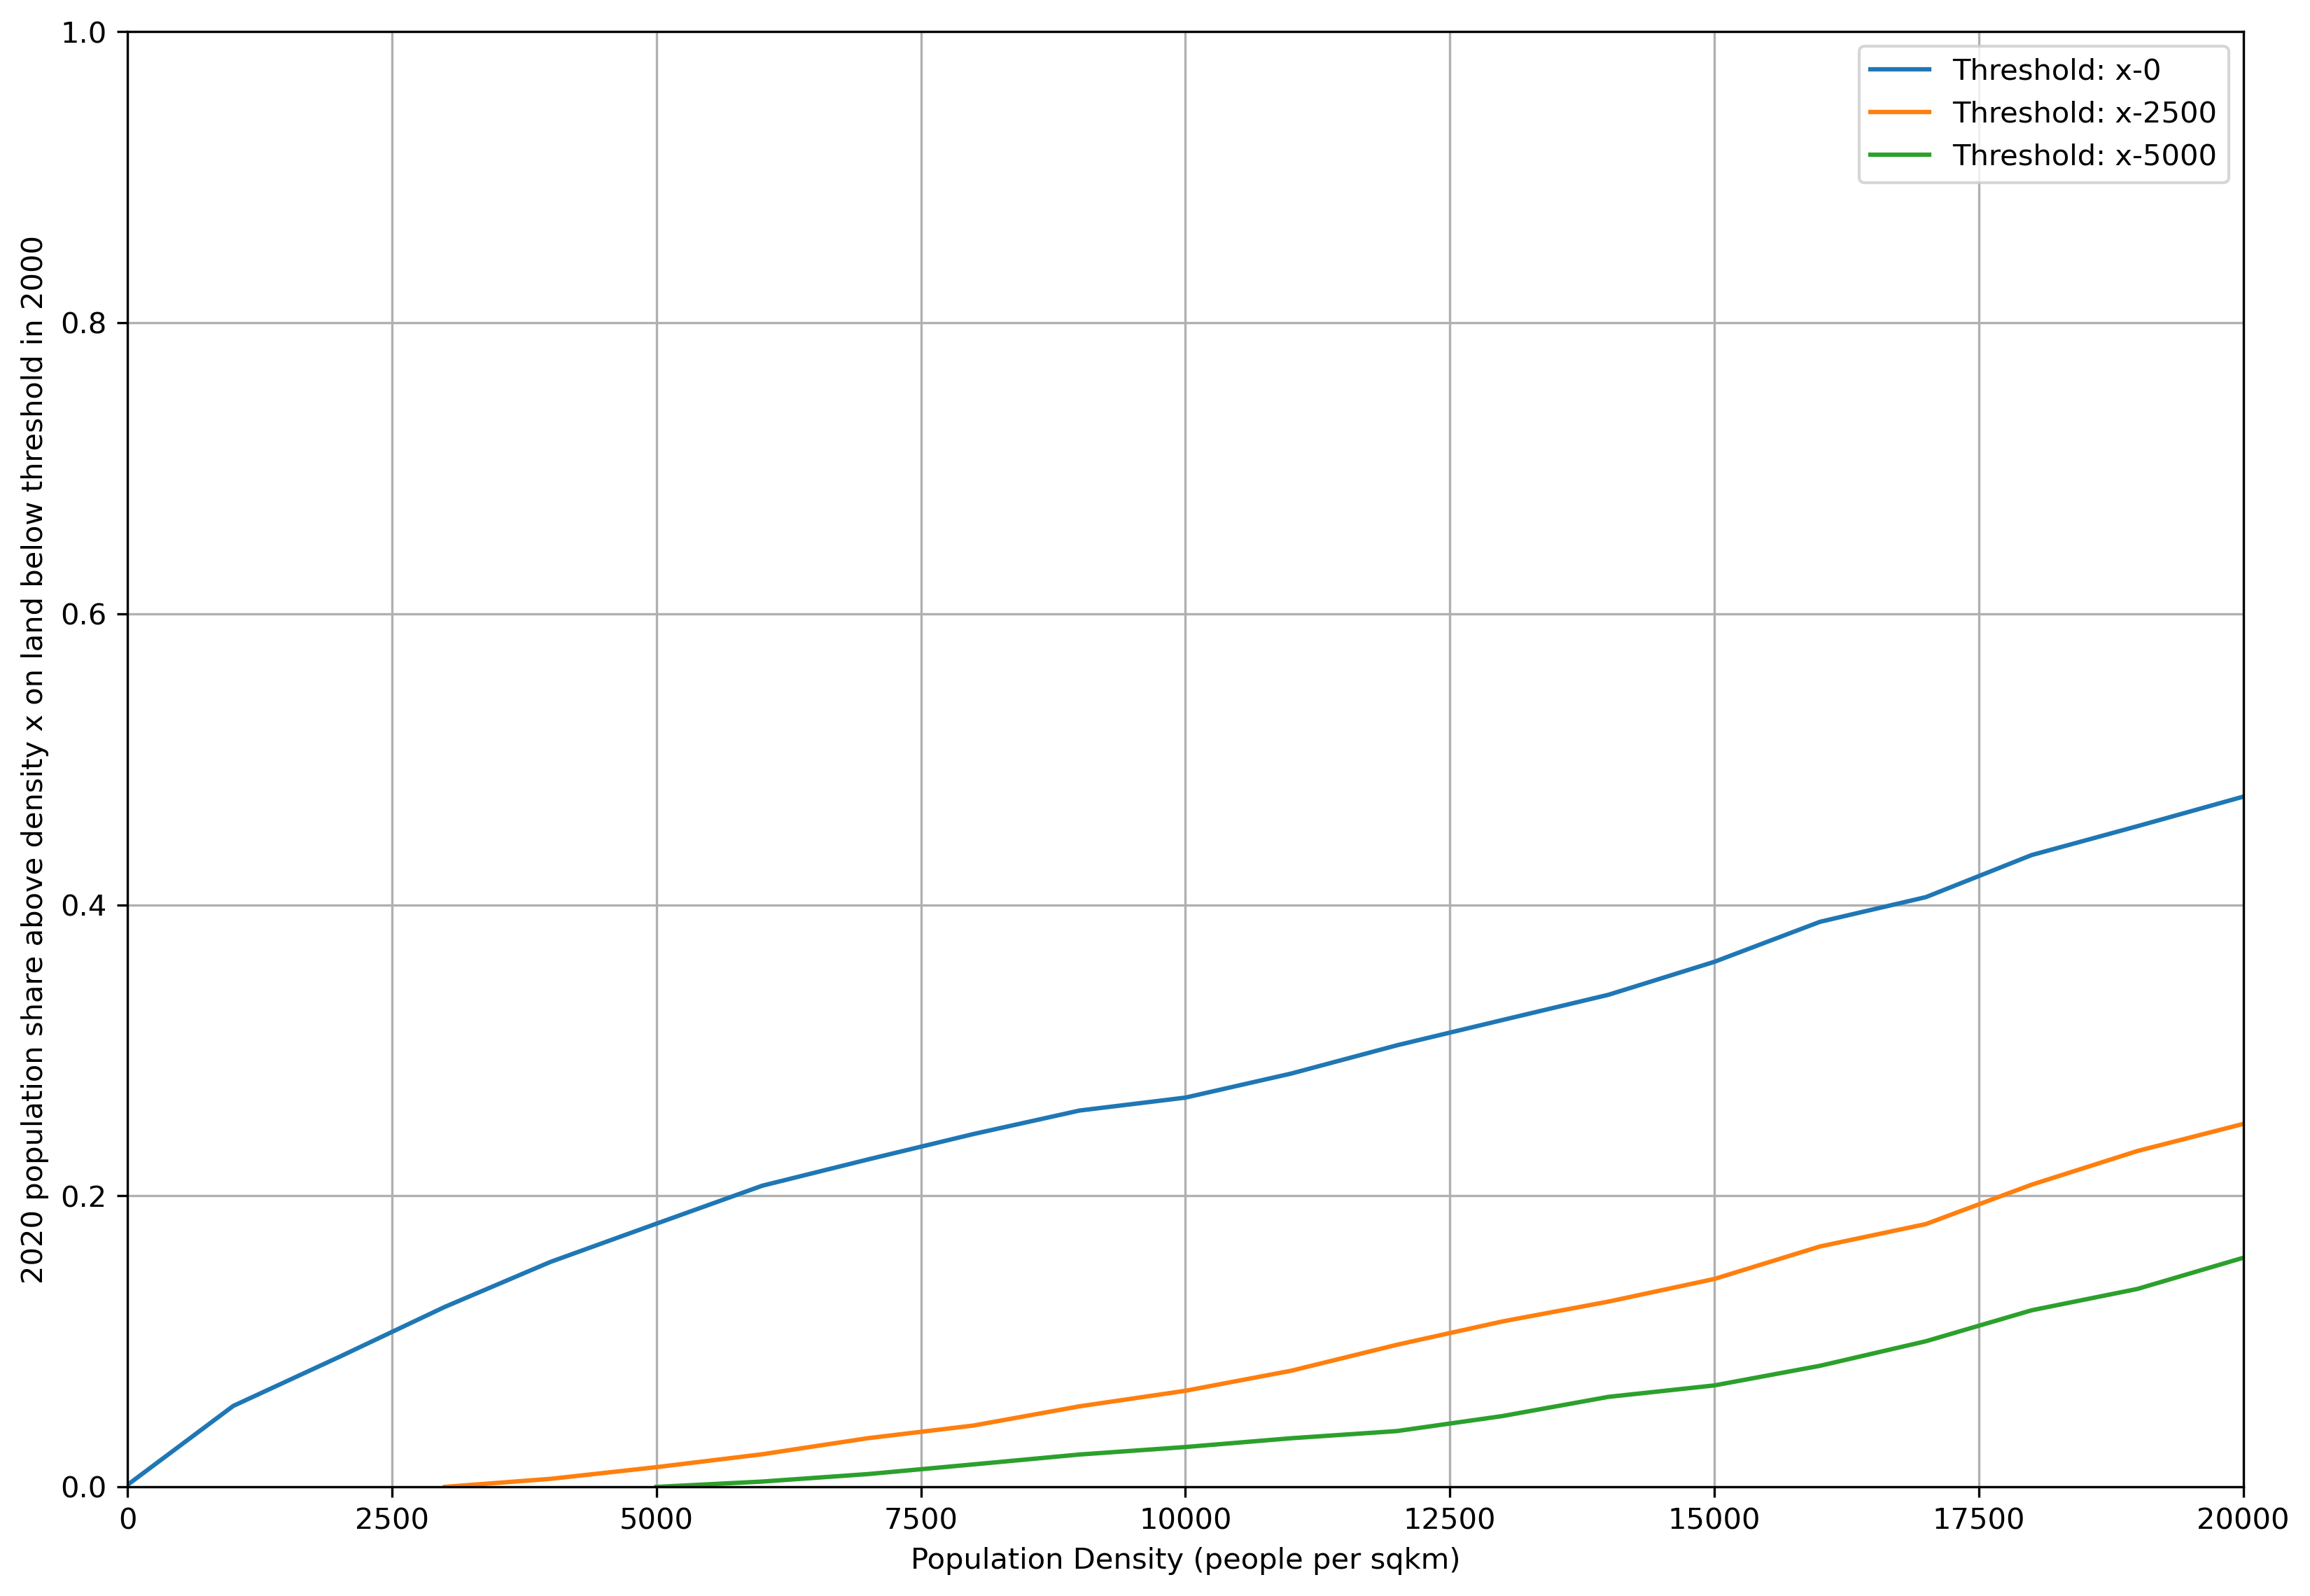 2020 population share above density x on land below threshold in 2000
1.0
0.8
0.6
0.4
0.2
0.0
Threshold: x-0
Threshold: x-2500
Threshold: x-5000
0 2500 5000 7500 10000 12500 15000 17500 20000
Population Density (people per sqkm)